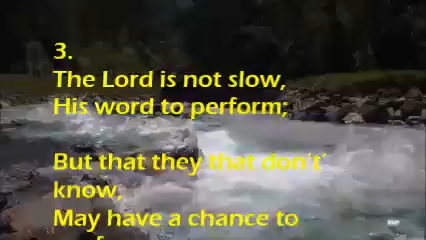 3.
The Lord is not slow,
His word to perform;
But that they that don't'
know,
May have a chance to